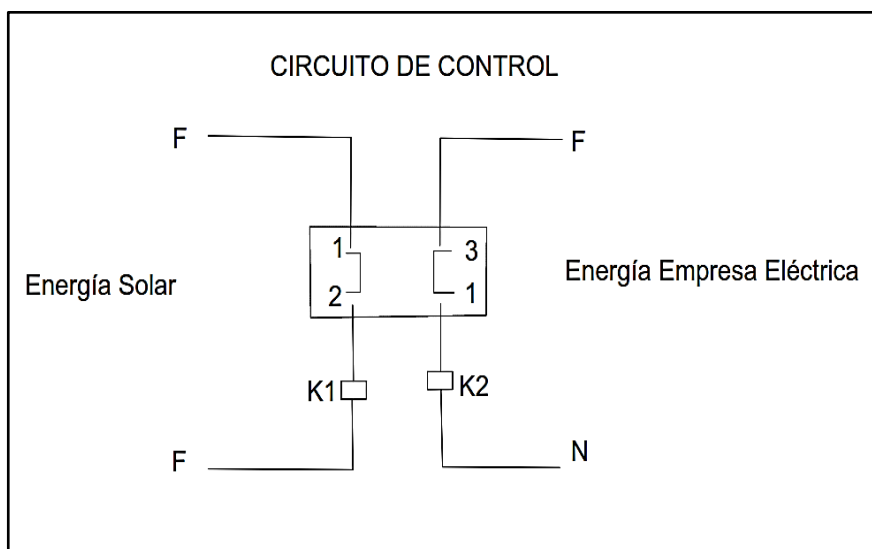 CIRCUITO DE CONTROL
F
F
1
3
Energía Solar
Energía Empresa Eléctrica
2
1
K1
K2
F
N